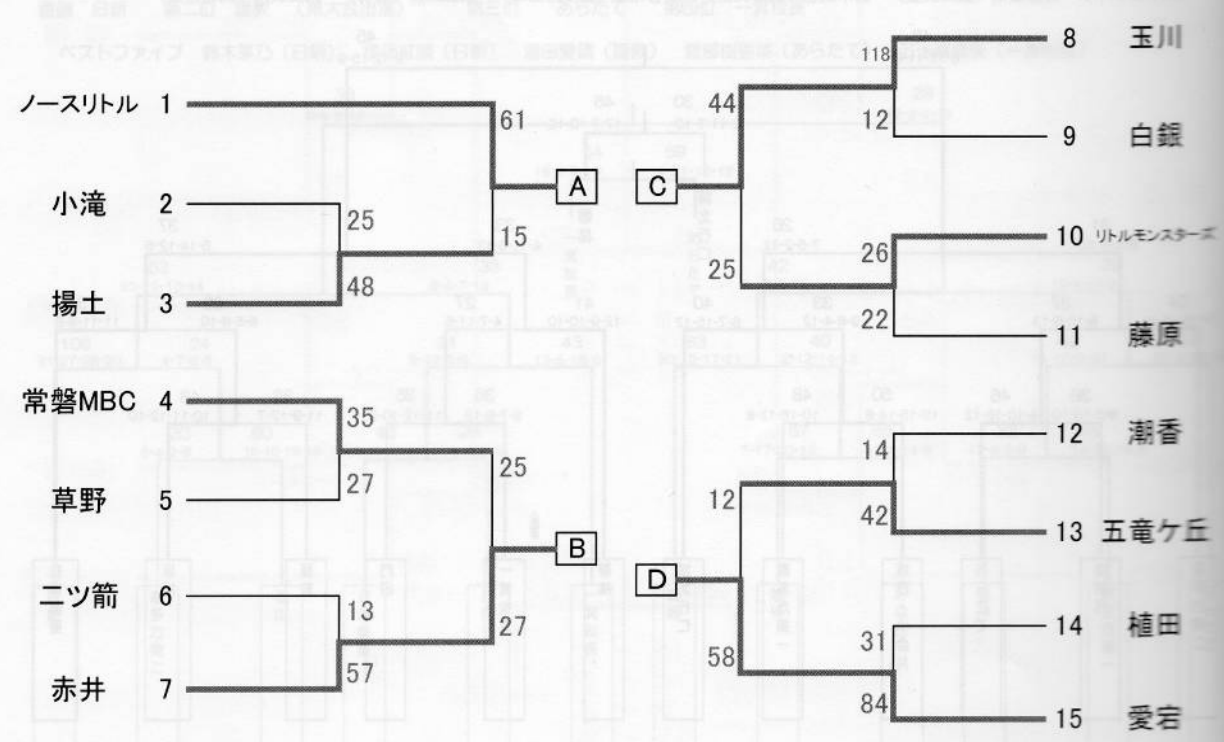 ノースリトル 1
小滝 2
揚土 3
常磐MBC 4
草野 5
二ツ箭 6
赤井 7
61
15
25
48
35
27
25
27
13
57
A
B
C
D
44
25
118
12
26
22
12
58
14
42
31
84
8 玉川
9 白銀
10 リトルモンスターズ
11 藤原
12 潮香
13 五竜ケ丘
14 植田
15 愛宕